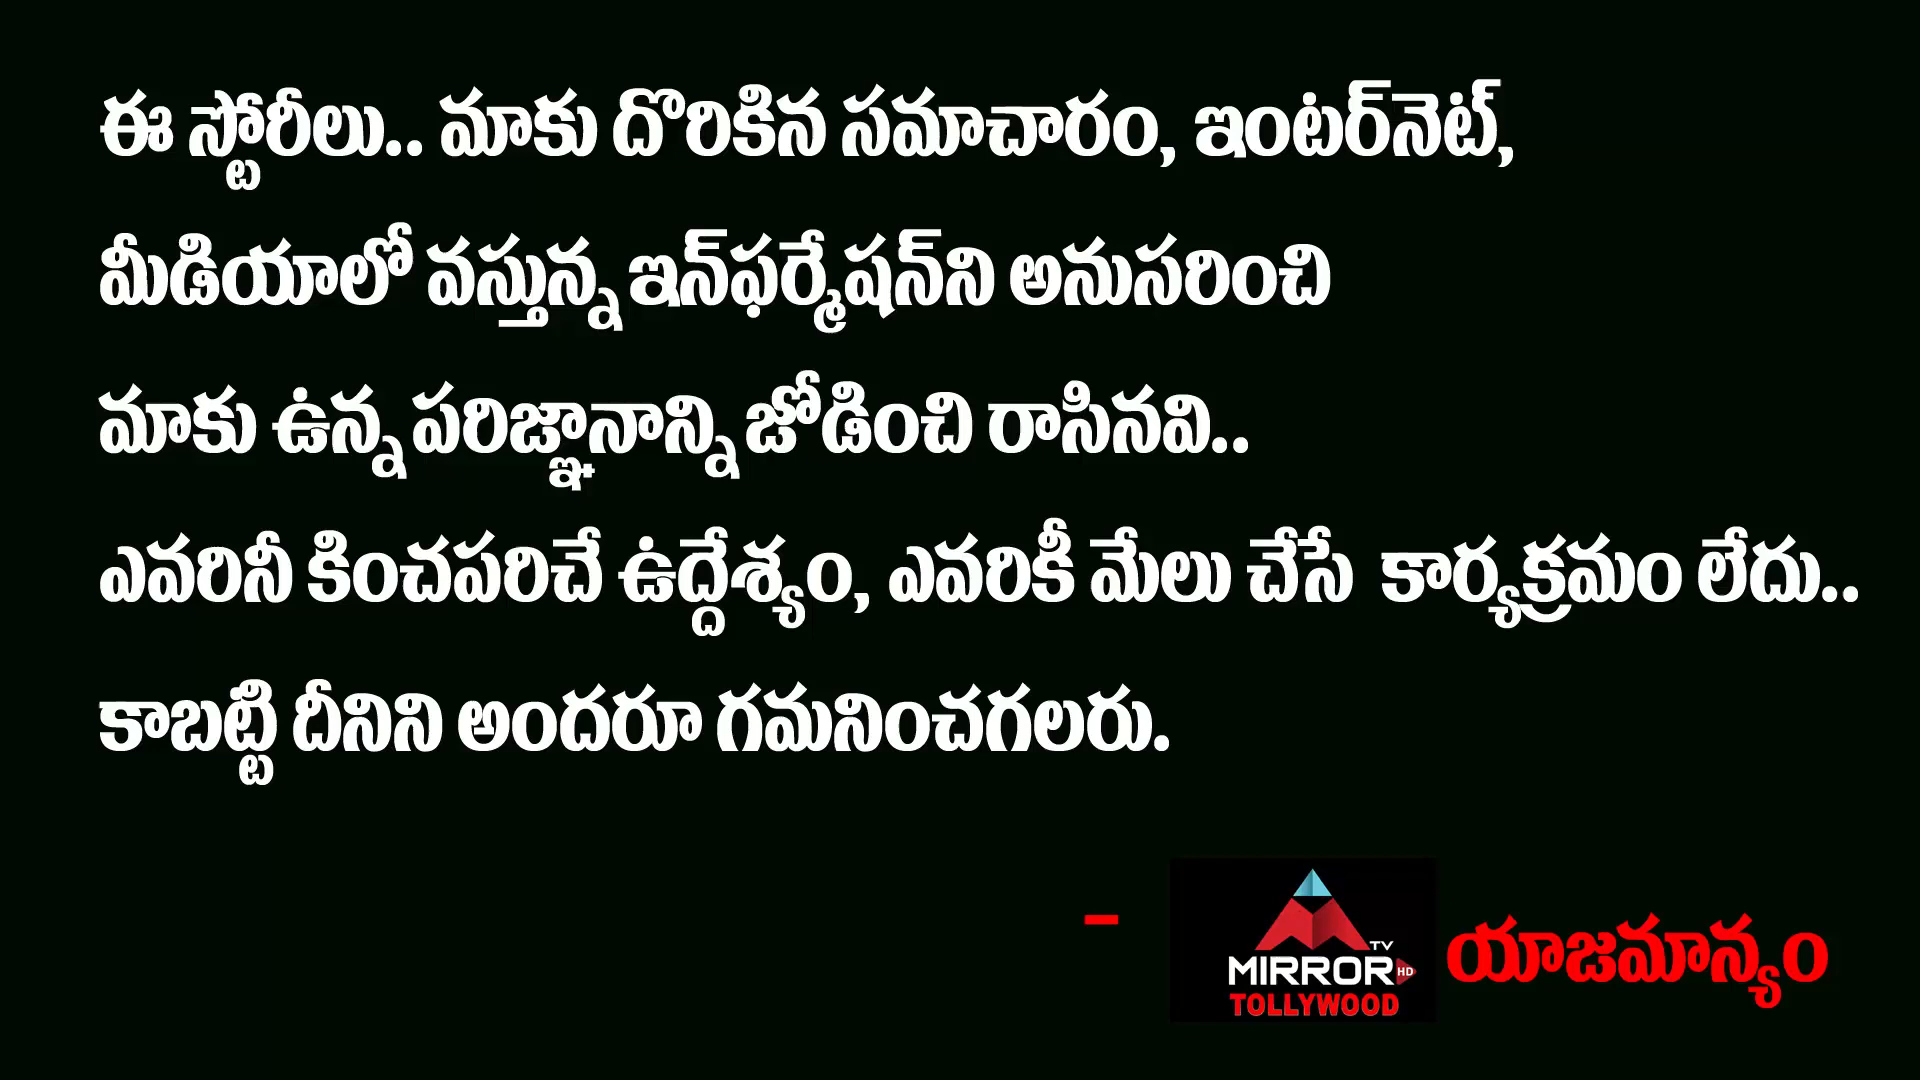 ఈ స్టోరీలు.. మాకు దొరికిన సమాచారం, ఇంటర్‌నెట్,
మీడియాలో వస్తున్న ఇన్‌ఫర్మేషన్‌ని అనుసరించి
మాకు ఉన్న పరిజ్ఞానాన్ని జోడించి రాసినవి..
ఎవరినీ కించపరిచే ఉద్దేశ్యం, ఎవరికీ మేలు చేసే కార్యక్రమం లేదు..
కాబట్టి దీనిని అందరూ గమనించగలరు.
- TV MIRROR HD TOLLYWOOD యాజమాన్యం